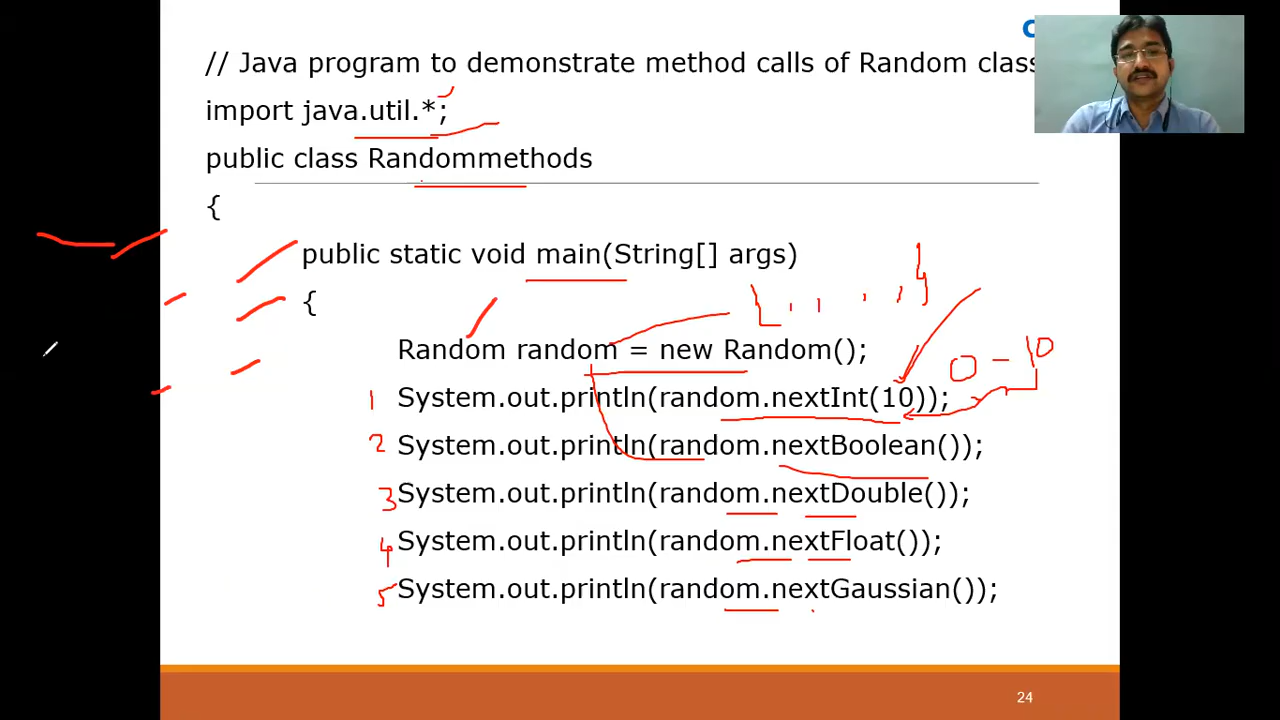 // Java program to demonstrate method calls of Random class
import java.util.*;
public class Randommethods
{
public static void main(String[] args)
{
Random random = new Random();
0 - 10
1 System.out.println(random.nextInt(10));
2 System.out.println(random.nextBoolean());
3 System.out.println(random.nextDouble());
4 System.out.println(random.nextFloat());
5 System.out.println(random.nextGaussian());
24